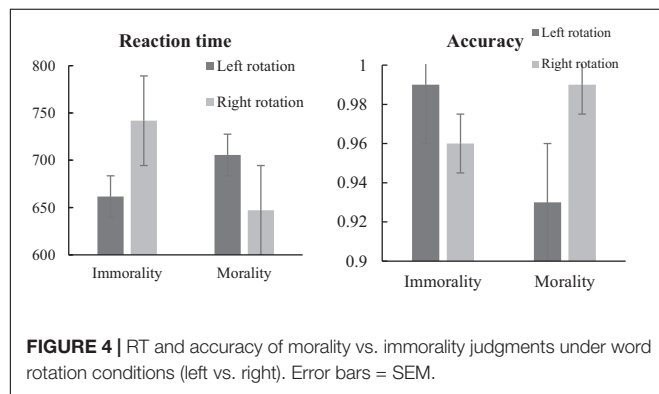 Reaction time
800
750
700
650
600
Left rotation
Right rotation
Immorality
Morality
Accuracy
1
0.98
0.96
0.94
0.92
0.9
Left rotation
Right rotation
Immorality
Morality
FIGURE 4 | RT and accuracy of morality vs. immorality judgments under word
rotation conditions (left vs. right). Error bars = SEM.